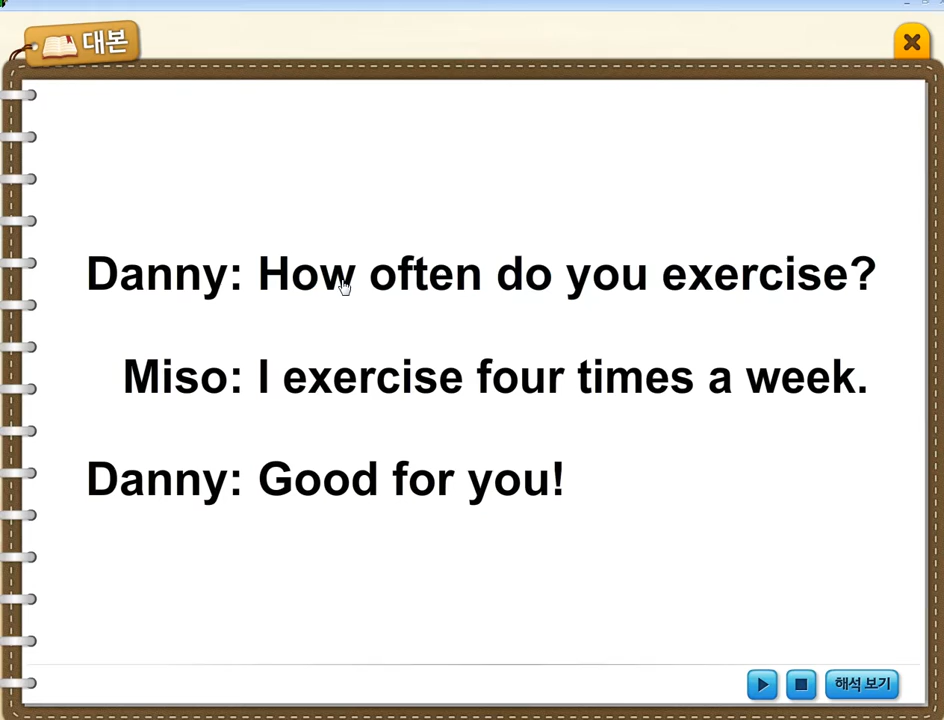 대본
Danny: How often do you exercise?
Miso: I exercise four times a week.
Danny: Good for you!
해석 보기